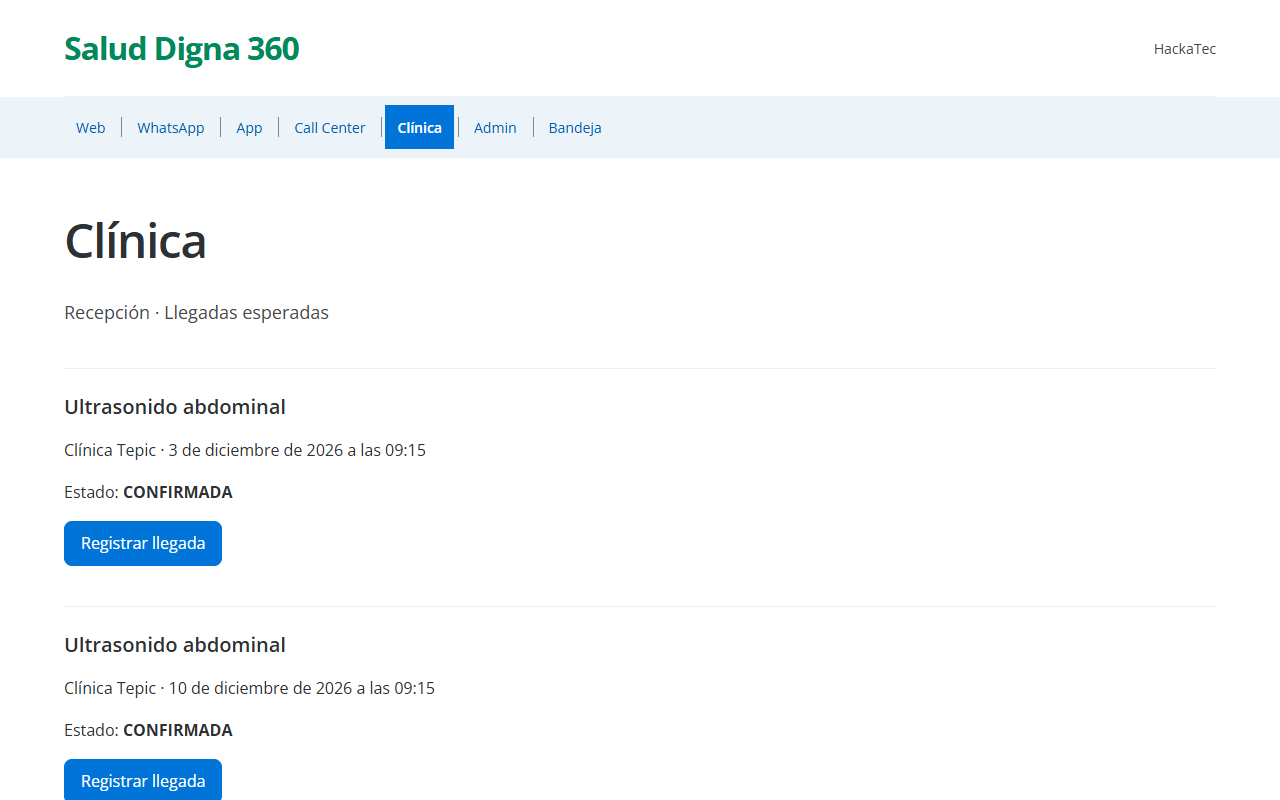 Salud Digna 360
HackaTec
Web
WhatsApp
App
Call Center
Clínica
Admin
Bandeja
Clínica
Recepción · Llegadas esperadas
Ultrasonido abdominal
Clínica Tepic · 3 de diciembre de 2026 a las 09:15
Estado: CONFIRMADA
Registrar llegada
Ultrasonido abdominal
Clínica Tepic · 10 de diciembre de 2026 a las 09:15
Estado: CONFIRMADA
Registrar llegada